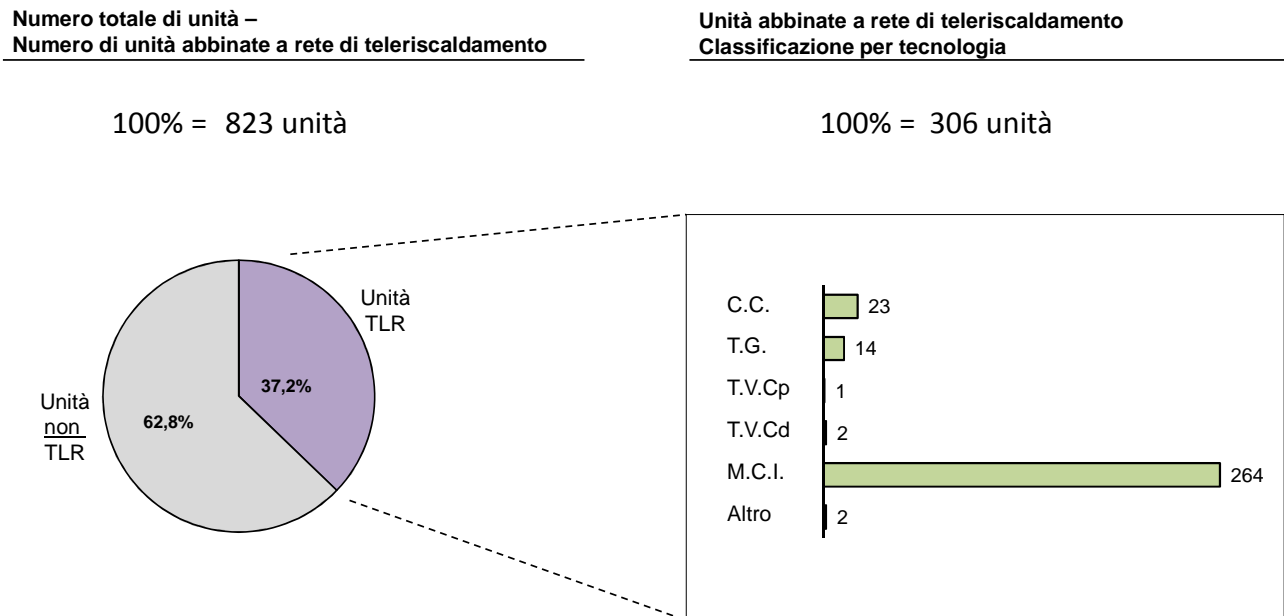 Numero totale di unità –
Numero di unità abbinate a rete di teleriscaldamento
100% = 823 unità
Unità
TLR
37,2%
Unità
non
TLR
62,8%
Unità abbinate a rete di teleriscaldamento
Classificazione per tecnologia
100% = 306 unità
C.C. 23
T.G. 14
T.V.Cp 1
T.V.Cd 2
M.C.I. 264
Altro 2